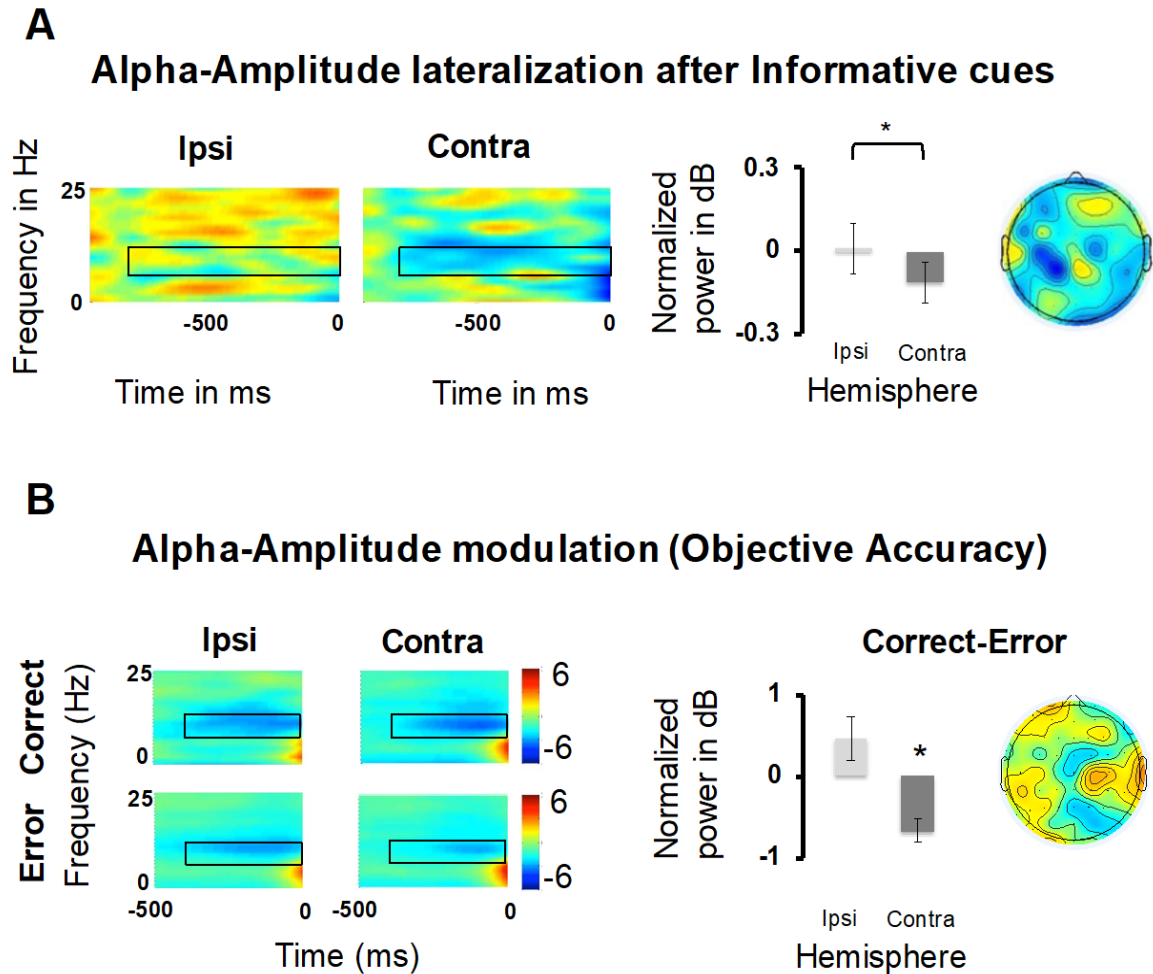 A
Alpha-Amplitude lateralization after Informative cues
Ipsi
Contra
Frequency in Hz
25
0
-500
0
-500
0
Time in ms
Time in ms
*
Normalized
power in dB
0.3
0
-0.3
Ipsi
Contra
Hemisphere
B
Alpha-Amplitude modulation (Objective Accuracy)
Ipsi
Contra
Correct-Error
Correct
Error
Frequency (Hz)
25
0
6
-6
25
0
6
-6
-500
0
-500
0
Time (ms)
Normalized
power in dB
1
0
-1
*
Ipsi
Contra
Hemisphere